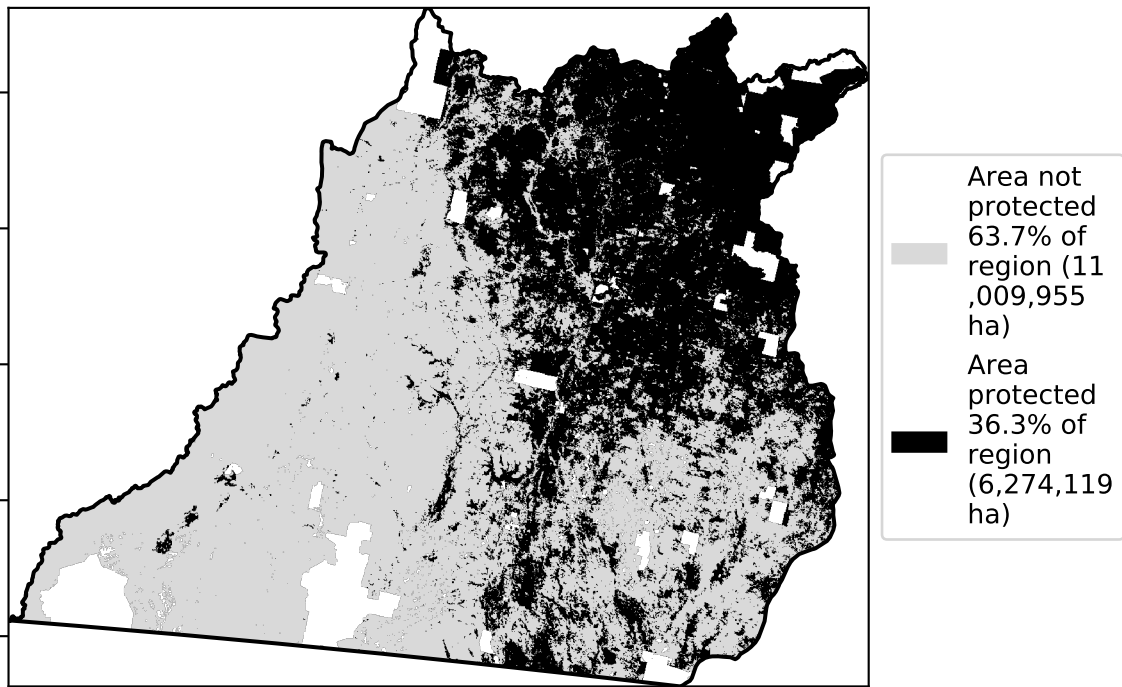 Area not
protected
63.7% of
region (11
,009,955
ha)
Area
protected
36.3% of
region
(6,274,119
ha)